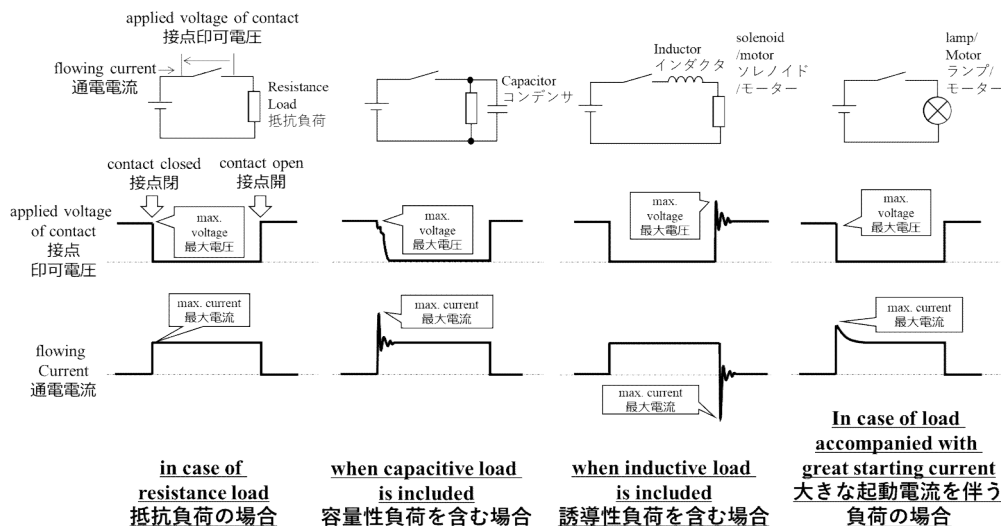 applied voltage of contact
接点印可電圧
flowing current
通電電流
Resistance
Load
抵抗負荷
Capacitor
コンデンサ
Inductor
インダクタ
solenoid
/motor
ソレノイド
/モーター
lamp/
Motor
ランプ/
モーター
contact closed
接点閉
contact open
接点開
applied voltage
of contact
接点
印可電圧
max.
voltage
最大電圧
max.
voltage
最大電圧
max.
voltage
最大電圧
max.
voltage
最大電圧
flowing
Current
通電電流
max. current
最大電流
max. current
最大電流
max. current
最大電流
max. current
最大電流
in case of
resistance load
抵抗負荷の場合
when capacitive load
is included
容量性負荷を含む場合
when inductive load
is included
誘導性負荷を含む場合
In case of load
accompanied with
great starting current
大きな起動電流を伴う
負荷の場合